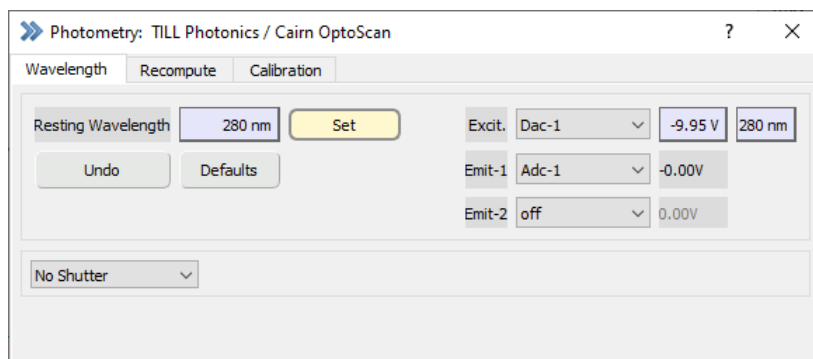 Photometry: TILL Photonics / Cairn OptoScan ?
Wavelength Recompute Calibration
Resting Wavelength 280 nm Set Excit. Dac-1 -9.95 V 280 nm
Undo Defaults Emit-1 Adc-1 -0.00V
Emit-2 off 0.00V
No Shutter